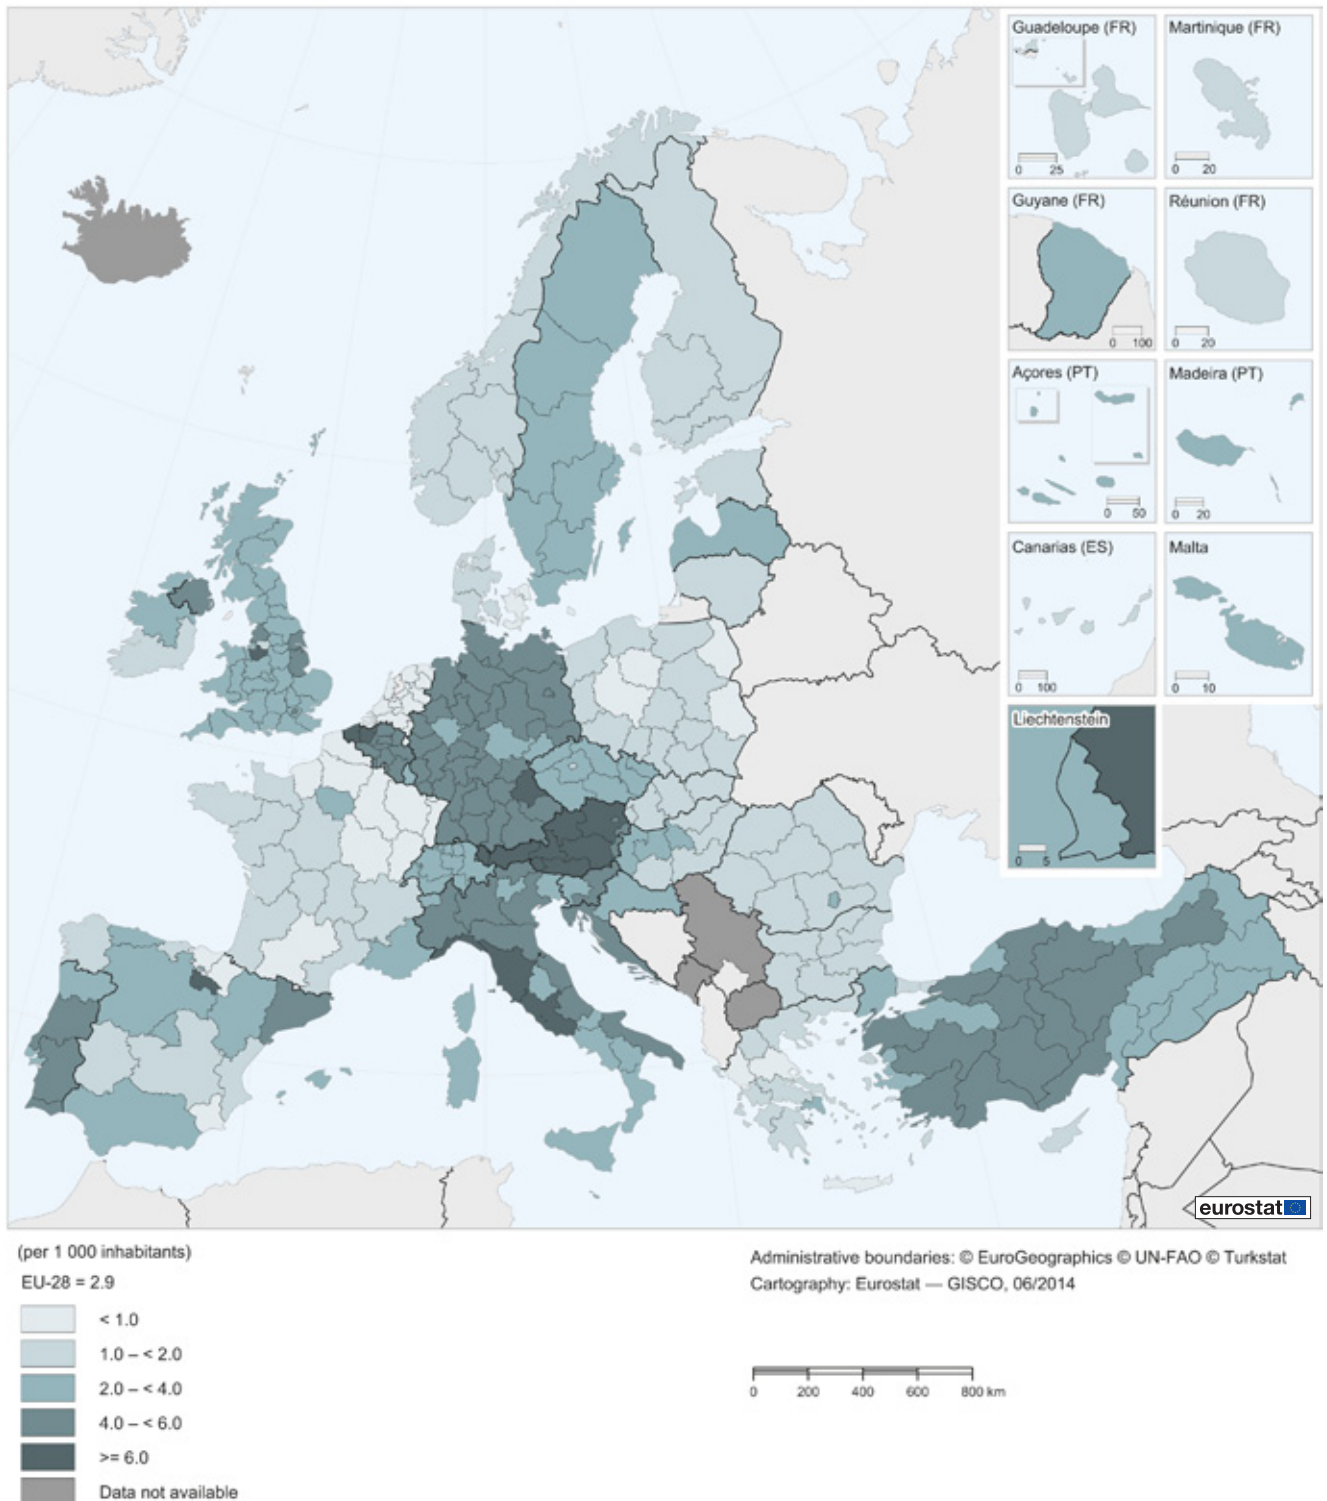 Guadeloupe (FR)
0 25
Martinique (FR)
0 20
Guyane (FR)
0 100
Réunion (FR)
0 20
Açores (PT)
0 50
Madeira (PT)
0 20
Canarias (ES)
0 100
Malta
0 10
Liechtenstein
0 5
eurostat
(per 1 000 inhabitants)
EU-28 = 2.9
< 1.0
1.0 – < 2.0
2.0 – < 4.0
4.0 – < 6.0
>= 6.0
Data not available
Administrative boundaries: © EuroGeographics © UN-FAO © Turkstat
Cartography: Eurostat — GISCO, 06/2014
0 200 400 600 800 km